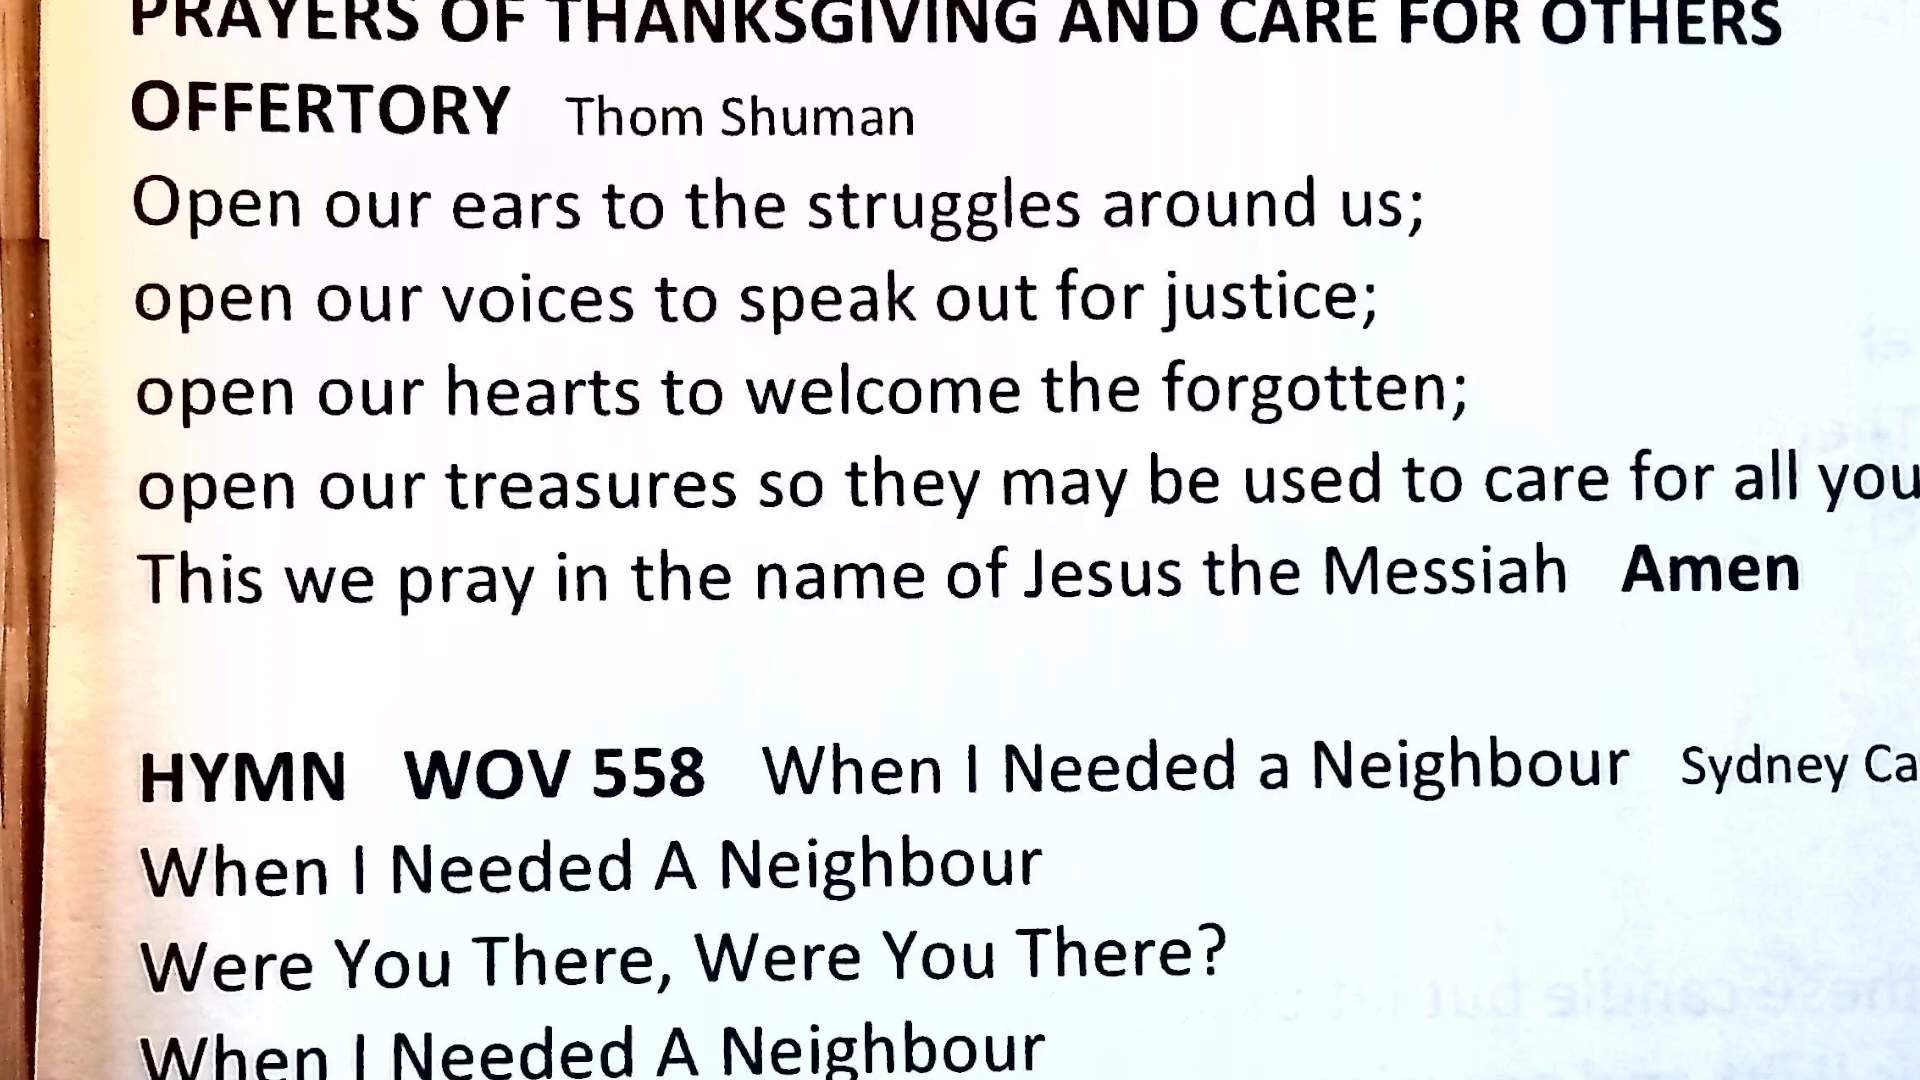 PRAYERS OF THANKSGIVING AND CARE FOR OTHERS
OFFERTORY Thom Shuman
Open our ears to the struggles around us;
open our voices to speak out for justice;
open our hearts to welcome the forgotten;
open our treasures so they may be used to care for all you
This we pray in the name of Jesus the Messiah Amen
HYMN WOV 558 When I Needed a Neighbour Sydney Ca
When I Needed A Neighbour
Were You There, Were You There?
When I Needed A Neighbour